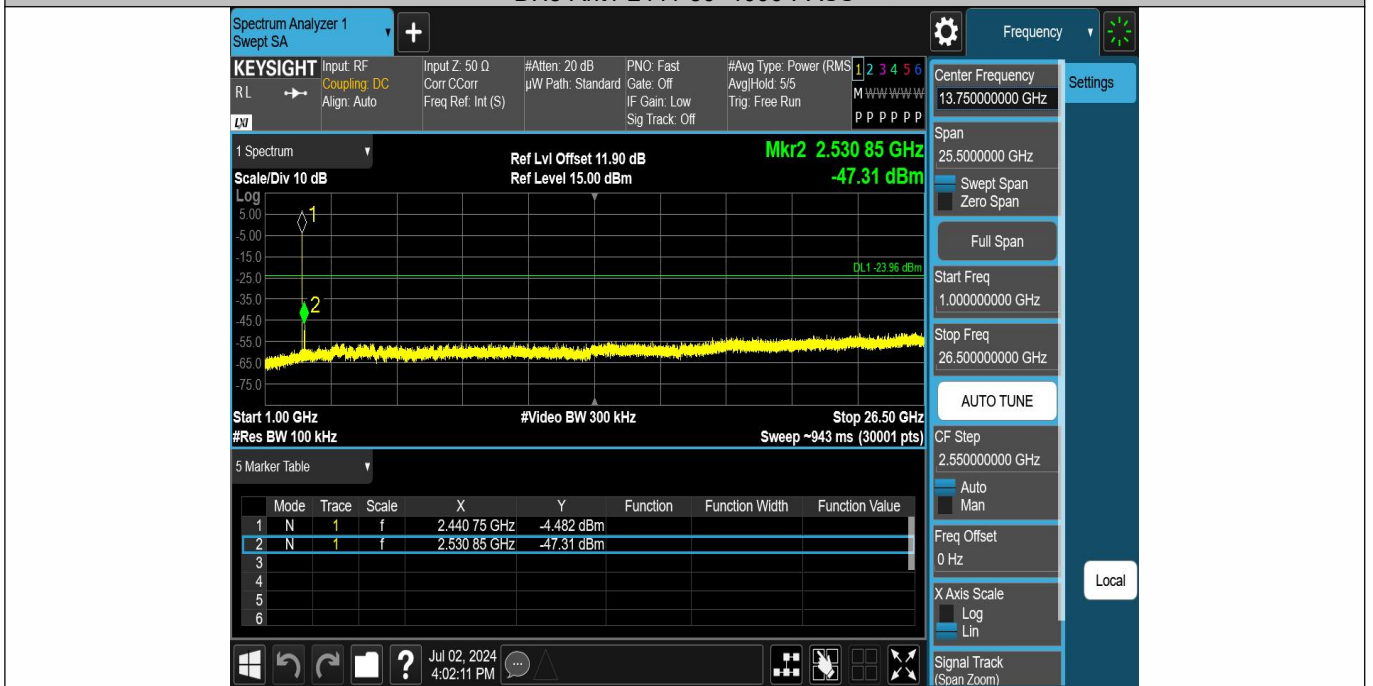 Spectrum Analyzer 1
Swept SA
+
Frequency
KEYSIGHT Input: RF Input Z: 50 Ω #Atten: 20 dB PNO: Fast #Avg Type: Power (RMS 1 2 3 4 5 6
RL Coupling: DC Corr CCorr µW Path: Standard Gate: Off Avg|Hold: 5/5 M W W W W W
Align: Auto Freq Ref: Int (S) IF Gain: Low Trig: Free Run
LXI Sig Track: Off P P P P P P
1 Spectrum
Ref Lvl Offset 11.90 dB
Mkr2 2.530 85 GHz
Scale/Div 10 dB Ref Level 15.00 dBm -47.31 dBm
Log
5.00
-5.00
-15.0
-25.0
-35.0
-45.0
-55.0
-65.0
-75.0
1
2
DL1 -23.96 dBm
Start 1.00 GHz #Video BW 300 kHz Stop 26.50 GHz
#Res BW 100 kHz Sweep ~943 ms (30001 pts)
5 Marker Table
Mode Trace Scale X Y Function Function Width Function Value
1 N 1 f 2.440 75 GHz -4.482 dBm
2 N 1 f 2.530 85 GHz -47.31 dBm
3
4
5
6
Center Frequency
13.750000000 GHz
Settings
Span
25.5000000 GHz
Swept Span
Zero Span
Full Span
Start Freq
1.000000000 GHz
Stop Freq
26.500000000 GHz
AUTO TUNE
CF Step
2.550000000 GHz
Auto
Man
Freq Offset
0 Hz
Local
X Axis Scale
Log
Lin
Signal Track
(Span Zoom)
?
Jul 02, 2024
4:02:11 PM